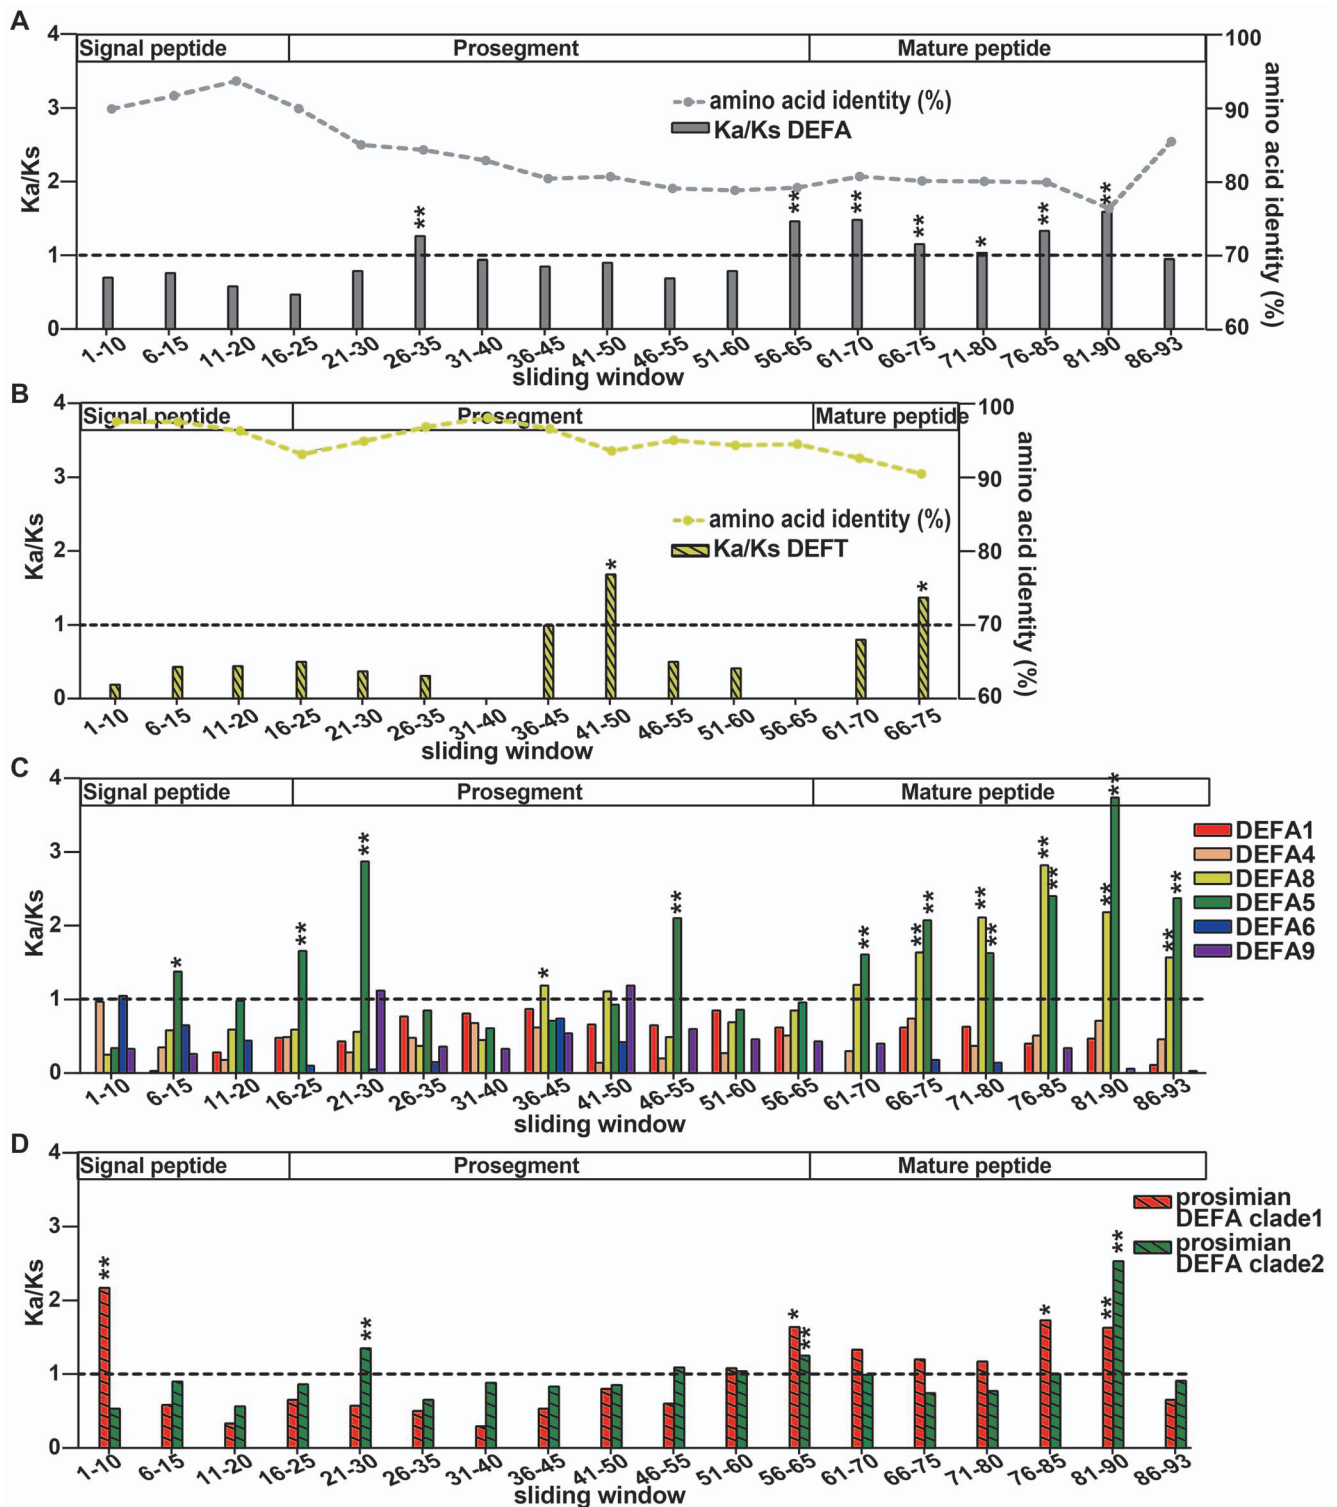 A
Signal peptide Prosegment Mature peptide
4
3
2
1
0
Ka/Ks
100
90
80
70
60
amino acid identity (%)
amino acid identity (%)
Ka/Ks DEFA
** ** ** ** * ** **
1-10 6-15 11-20 16-25 21-30 26-35 31-40 36-45 41-50 46-55 51-60 56-65 61-70 66-75 71-80 76-85 81-90 86-93
sliding window
B
Signal peptide Prosegment Mature peptide
4
3
2
1
0
Ka/Ks
100
90
80
70
60
amino acid identity (%)
amino acid identity (%)
Ka/Ks DEFT
* *
1-10 6-15 11-20 16-25 21-30 26-35 31-40 36-45 41-50 46-55 51-60 56-65 61-70 66-75
sliding window
C
Signal peptide Prosegment Mature peptide
4
3
2
1
0
Ka/Ks
DEFA1
DEFA4
DEFA8
DEFA5
DEFA6
DEFA9
* ** ** * ** ** ** ** ** ** ** ** ** ** ** **
1-10 6-15 11-20 16-25 21-30 26-35 31-40 36-45 41-50 46-55 51-60 56-65 61-70 66-75 71-80 76-85 81-90 86-93
sliding window
D
Signal peptide Prosegment Mature peptide
4
3
2
1
0
Ka/Ks
prosimian
DEFA clade1
prosimian
DEFA clade2
** ** * ** * ** **
1-10 6-15 11-20 16-25 21-30 26-35 31-40 36-45 41-50 46-55 51-60 56-65 61-70 66-75 71-80 76-85 81-90 86-93
sliding window